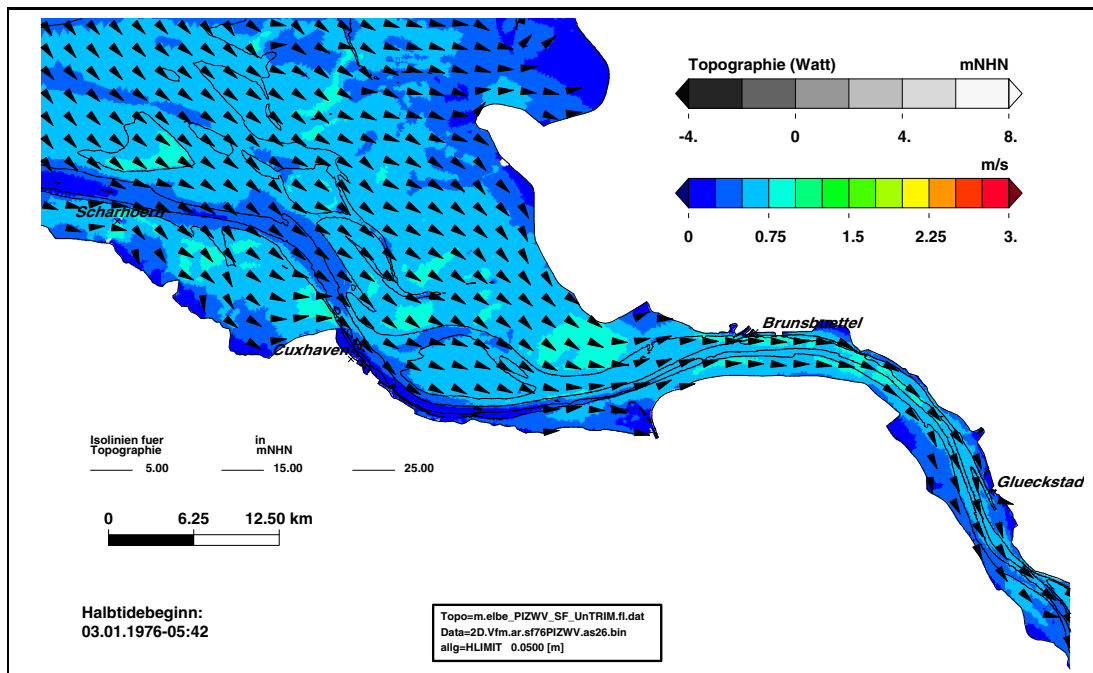 Topographie (Watt) mNHN
-4. 0 4. 8.
m/s
0 0.75 1.5 2.25 3.
Scharhoern
Brunsbuettel
Cuxhaven
Glueckstad
Isolinien fuer in
Topographie mNHN
5.00 15.00 25.00
0 6.25 12.50 km
Halbtidebeginn:
03.01.1976-05:42
Topo=m.elbe_PIZWV_SF_UnTRIM.fl.dat
Data=2D.Vfm.ar.sf76PIZWV.as26.bin
allg=HLIMIT 0.0500 [m]